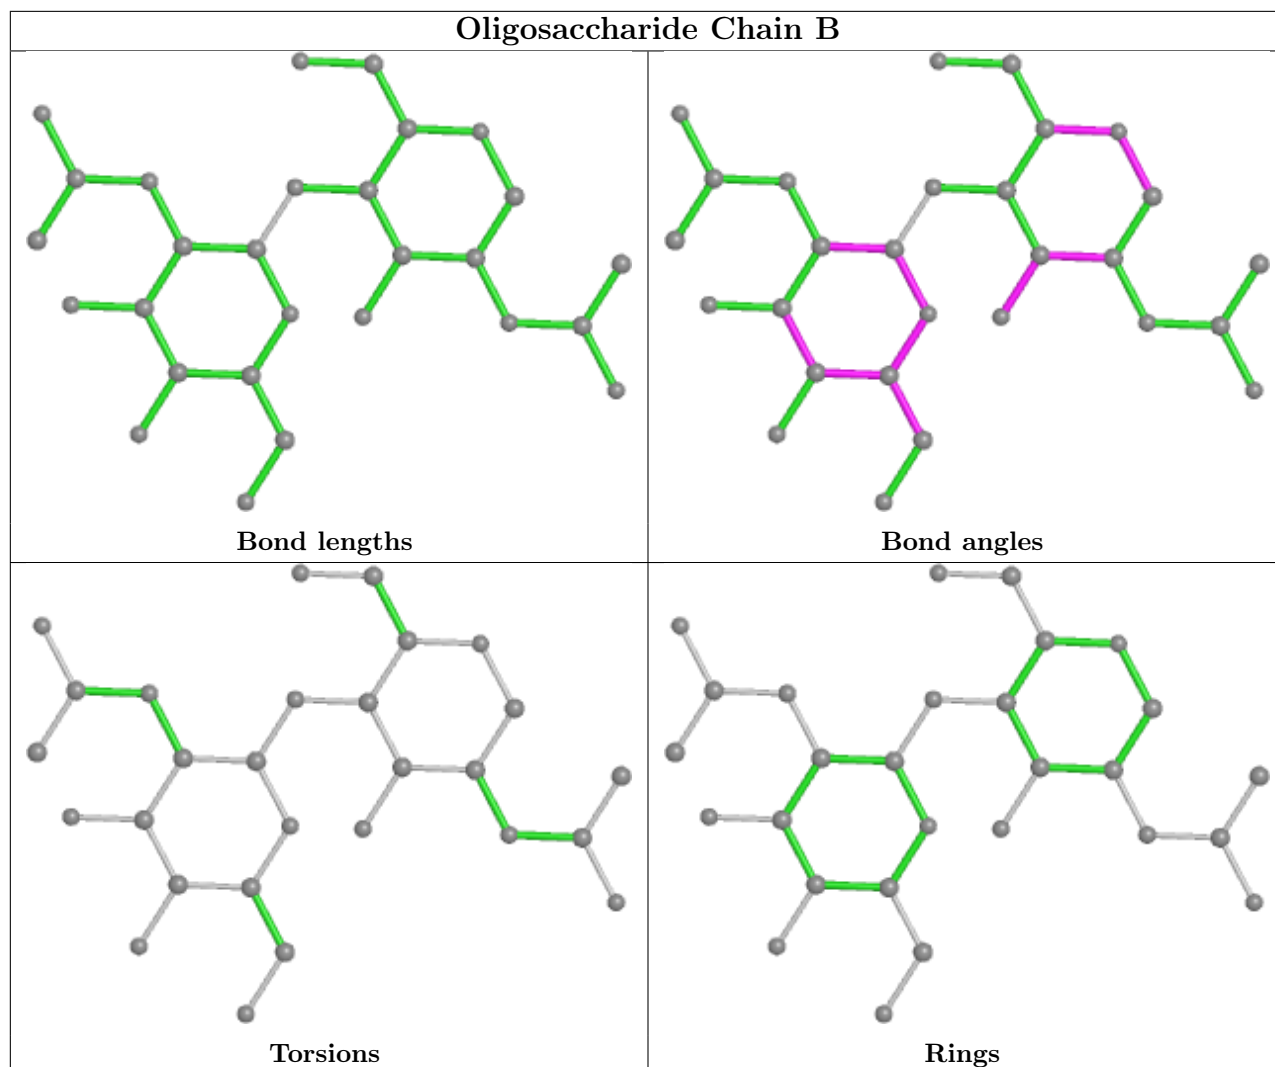 Oligosaccharide Chain B
Bond lengths
Bond angles
Torsions
Rings